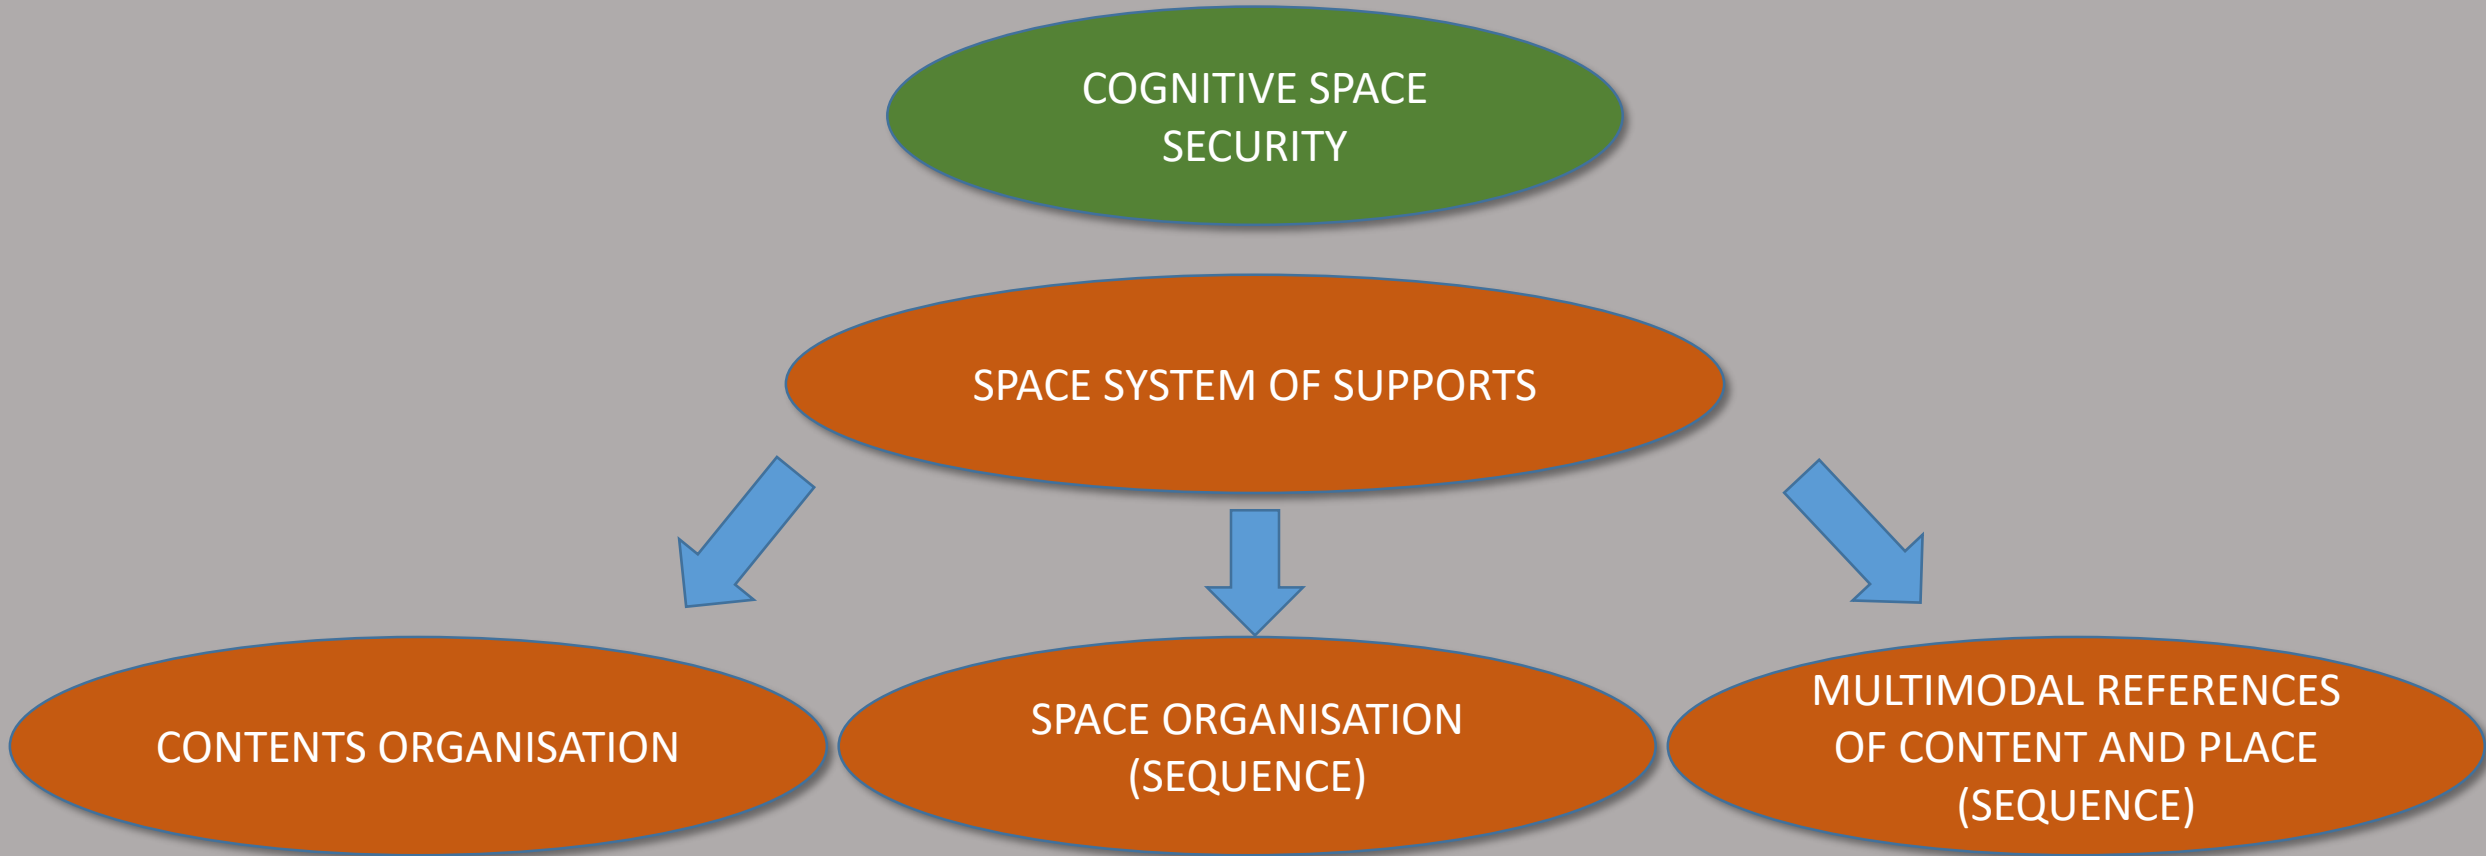 COGNITIVE SPACE
SECURITY
SPACE SYSTEM OF SUPPORTS
CONTENTS ORGANISATION
SPACE ORGANISATION
(SEQUENCE)
MULTIMODAL REFERENCES
OF CONTENT AND PLACE
(SEQUENCE)